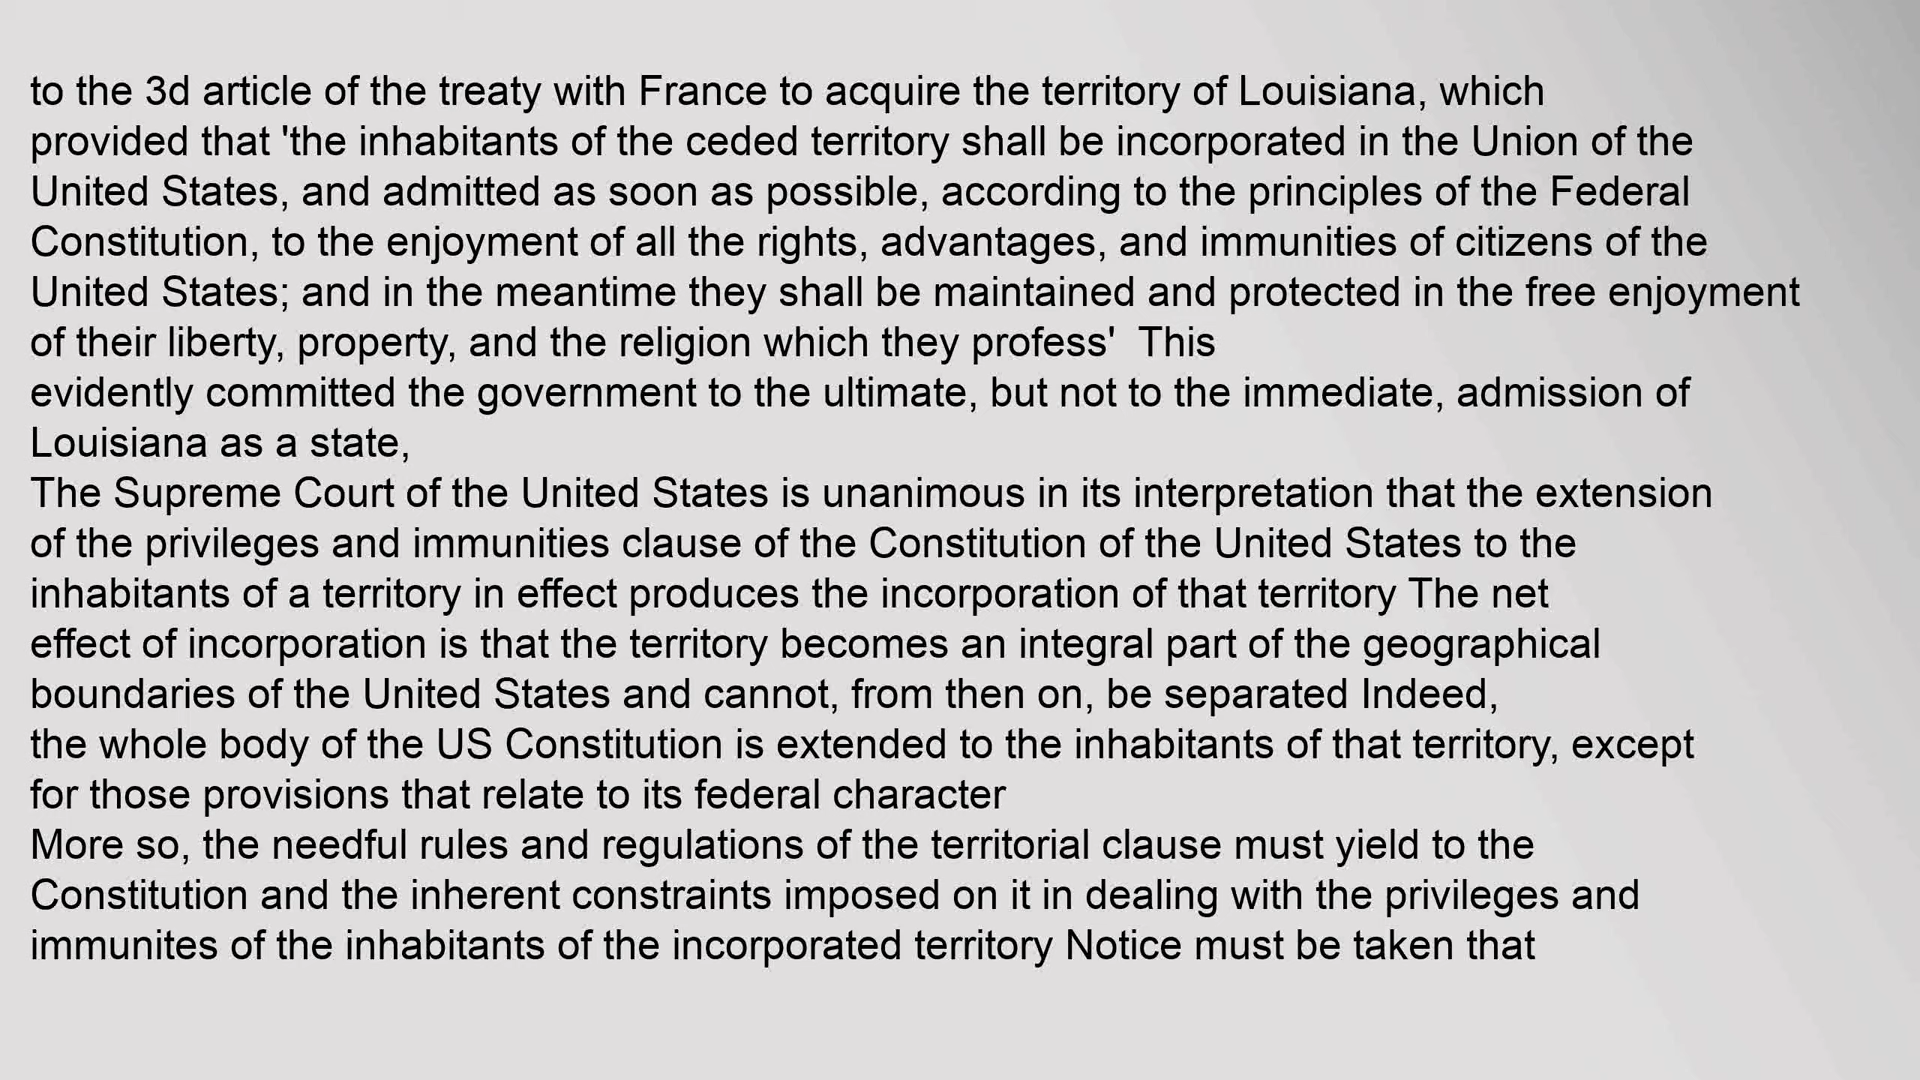 to the 3d article of the treaty with France to acquire the territory of Louisiana, which
provided that 'the inhabitants of the ceded territory shall be incorporated in the Union of the
United States, and admitted as soon as possible, according to the principles of the Federal
Constitution, to the enjoyment of all the rights, advantages, and immunities of citizens of the
United States; and in the meantime they shall be maintained and protected in the free enjoyment
of their liberty, property, and the religion which they profess'  This
evidently committed the government to the ultimate, but not to the immediate, admission of
Louisiana as a state,
The Supreme Court of the United States is unanimous in its interpretation that the extension
of the privileges and immunities clause of the Constitution of the United States to the
inhabitants of a territory in effect produces the incorporation of that territory The net
effect of incorporation is that the territory becomes an integral part of the geographical
boundaries of the United States and cannot, from then on, be separated Indeed,
the whole body of the US Constitution is extended to the inhabitants of that territory, except
for those provisions that relate to its federal character
More so, the needful rules and regulations of the territorial clause must yield to the
Constitution and the inherent constraints imposed on it in dealing with the privileges and
immunites of the inhabitants of the incorporated territory Notice must be taken that